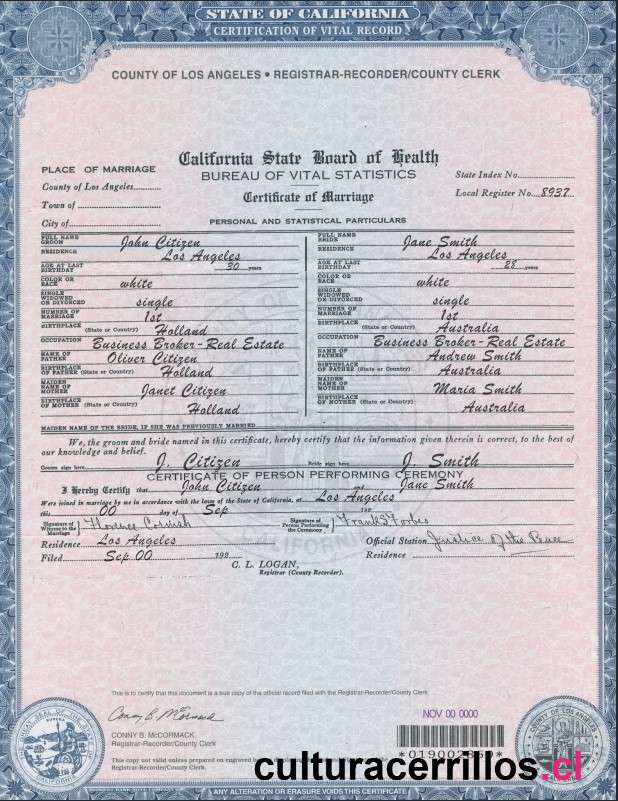 STATE OF CALIFORNIA
CERTIFICATION OF VITAL RECORD
COUNTY OF LOS ANGELES • REGISTRAR-RECORDER/COUNTY CLERK
California State Board of Health
BUREAU OF VITAL STATISTICS
Certificate of Marriage
PLACE OF MARRIAGE
County of Los Angeles
Town of
City of
State Index No.
Local Register No. 8937
PERSONAL AND STATISTICAL PARTICULARS
FULL NAME GROOM John Citizen
RESIDENCE Los Angeles
AGE AT LAST BIRTHDAY 30 years
COLOR OR RACE white
SINGLE WIDOWED OR DIVORCED single
NUMBER OF MARRIAGE 1st
BIRTHPLACE (State or Country) Holland
OCCUPATION Business Broker-Real Estate
NAME OF FATHER Oliver Citizen
BIRTHPLACE OF FATHER (State or Country) Holland
MAIDEN NAME OF MOTHER Janet Citizen
BIRTHPLACE OF MOTHER (State or Country) Holland
FULL NAME BRIDE Jane Smith
RESIDENCE Los Angeles
AGE AT LAST BIRTHDAY 28 years
COLOR OR RACE white
SINGLE WIDOWED OR DIVORCED single
NUMBER OF MARRIAGE 1st
BIRTHPLACE (State or Country) Australia
OCCUPATION Business Broker-Real Estate
NAME OF FATHER Andrew Smith
BIRTHPLACE OF FATHER (State or Country) Australia
MAIDEN NAME OF MOTHER Maria Smith
BIRTHPLACE OF MOTHER (State or Country) Australia
MAIDEN NAME OF THE BRIDE, IF SHE WAS PREVIOUSLY MARRIED
We, the groom and bride named in this certificate, hereby certify that the information given therein is correct, to the best of
our knowledge and belief.
Groom sign here J. Citizen Bride sign here J. Smith
CERTIFICATE OF PERSON PERFORMING CEREMONY
I Hereby Certify that John Citizen and Jane Smith
Were joined in marriage by me in accordance with the laws of the State of California, at Los Angeles
this 00 day of Sep 192
Signature of Witness to the Marriage Florence Cornish
Signature of Person Performing the Ceremony Frank S Forbes
Residence Los Angeles
Official Station Justice of the Peace
Filed Sep 00 192
Residence
C. L. LOGAN,
Registrar (County Recorder).
This is to certify that this document is a true copy of the official record filed with the Registrar-Recorder/County Clerk
Conny B. McCormack
CONNY B. McCORMACK
Registrar-Recorder/County Clerk
NOV 00 0000
This copy not valid unless prepared on engraved
culturacerrillos.cl
ANY ALTERATION OR ERASURE VOIDS THIS CERTIFICATE